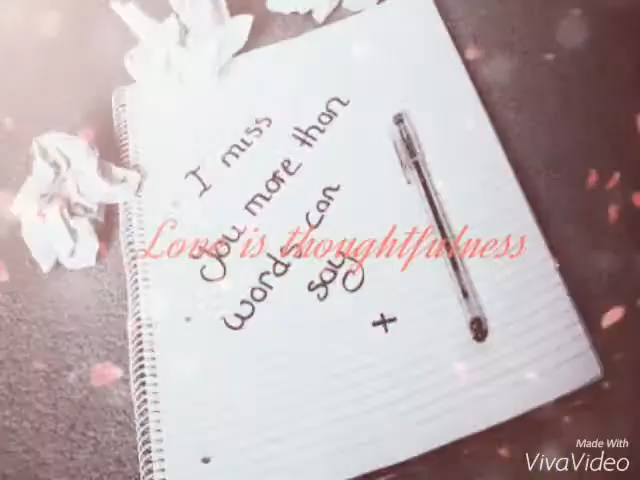 I miss
you more than
words can
say
x
Love is thoughtfulness
Made With
VivaVideo